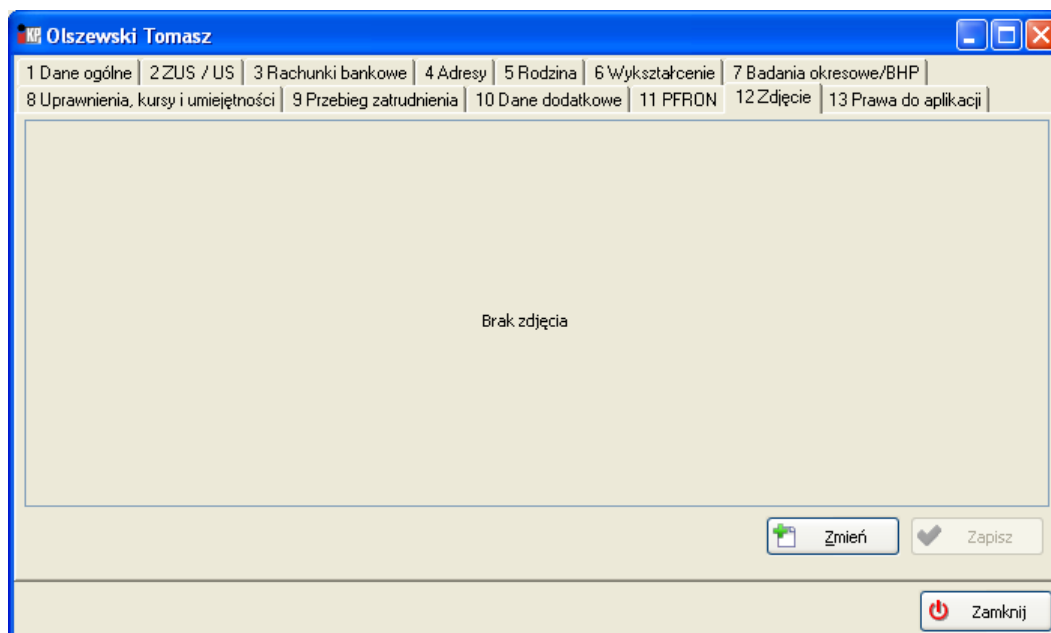 iKP Olszewski Tomasz
1 Dane ogólne 2 ZUS / US 3 Rachunki bankowe 4 Adresy 5 Rodzina 6 Wykształcenie 7 Badania okresowe/BHP
8 Uprawnienia, kursy i umiejętności 9 Przebieg zatrudnienia 10 Dane dodatkowe 11 PFRON 12 Zdjęcie 13 Prawa do aplikacji
Brak zdjęcia
Zmień Zapisz
Zamknij